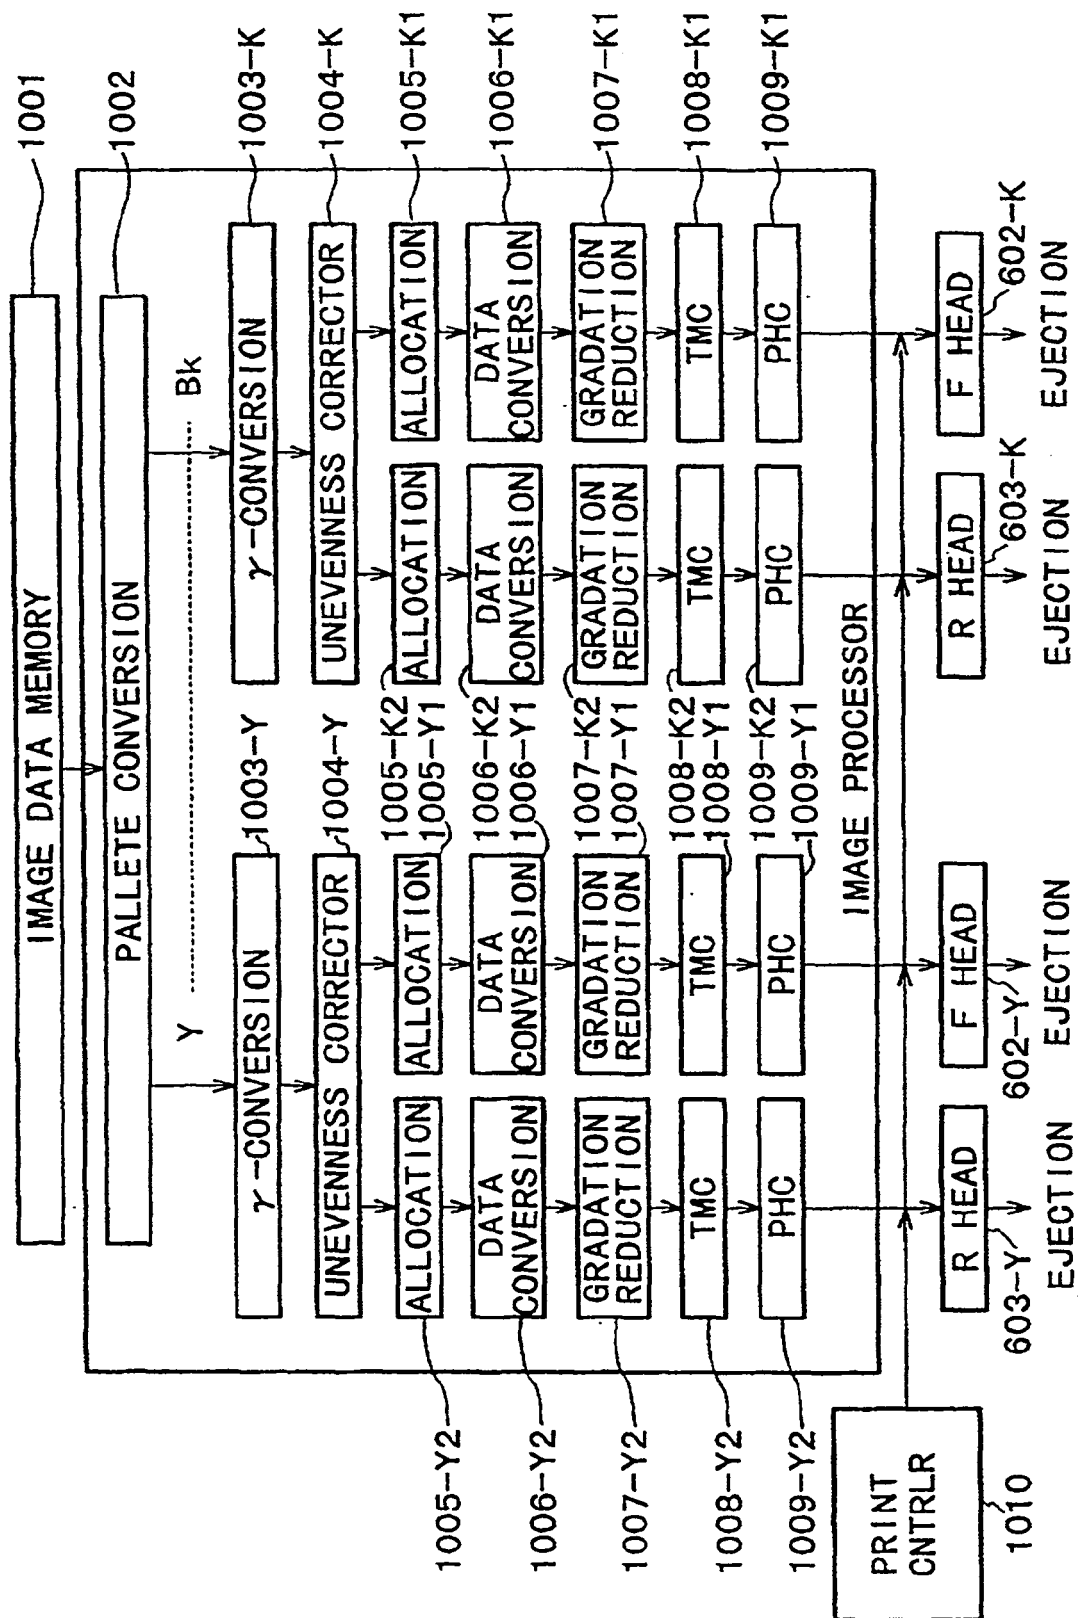 IMAGE DATA MEMORY
1001
PALLETE CONVERSION
1002
Y
Bk
γ-CONVERSION
1003-Y
γ-CONVERSION
1003-K
UNEVENNESS CORRECTOR
1004-Y
UNEVENNESS CORRECTOR
1004-K
1005-Y2
ALLOCATION
ALLOCATION
1005-K2
1005-Y1
ALLOCATION
ALLOCATION
1005-K1
1006-Y2
DATA
CONVERSION
DATA
CONVERSION
1006-K2
1006-Y1
DATA
CONVERSION
DATA
CONVERSION
1006-K1
1007-Y2
GRADATION
REDUCTION
GRADATION
REDUCTION
1007-K2
1007-Y1
GRADATION
REDUCTION
GRADATION
REDUCTION
1007-K1
1008-Y2
TMC
TMC
1008-K2
1008-Y1
TMC
TMC
1008-K1
1009-Y2
PHC
PHC
1009-K2
1009-Y1
PHC
PHC
1009-K1
IMAGE PROCESSOR
PRINT
CNTRLR
1010
R HEAD
603-Y
F HEAD
602-Y
R HEAD
603-K
F HEAD
602-K
EJECTION
EJECTION
EJECTION
EJECTION